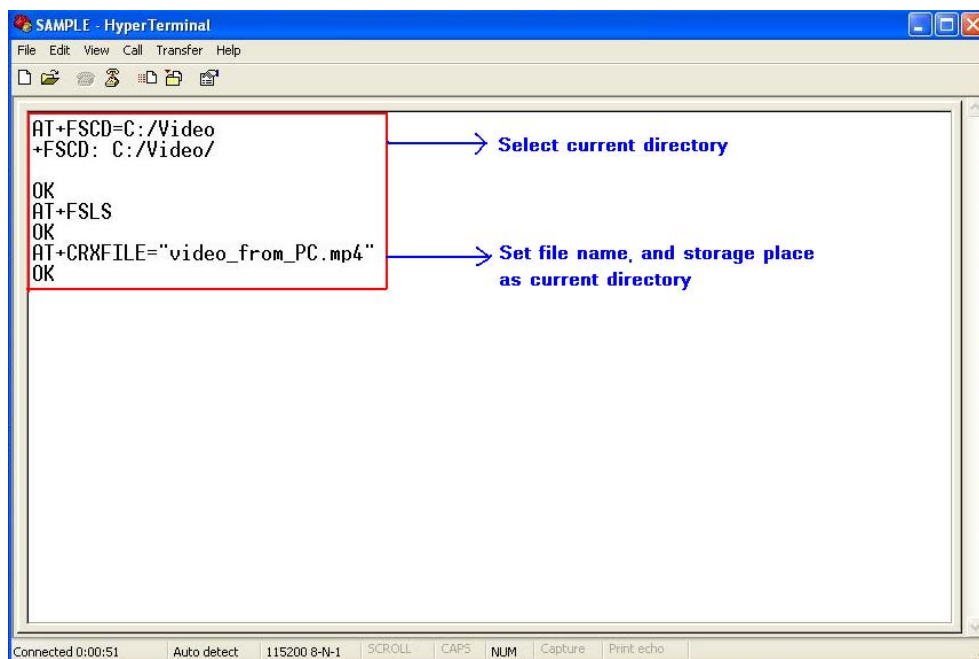 SAMPLE - HyperTerminal
File Edit View Call Transfer Help
AT+FSCD=C:/Video
+FSCD: C:/Video/
Select current directory
OK
AT+FSLS
OK
AT+CRXFILE="video_from_PC.mp4"
OK
Set file name, and storage place
as current directory
Connected 0:00:51 Auto detect 115200 8-N-1 SCROLL CAPS NUM Capture Print echo